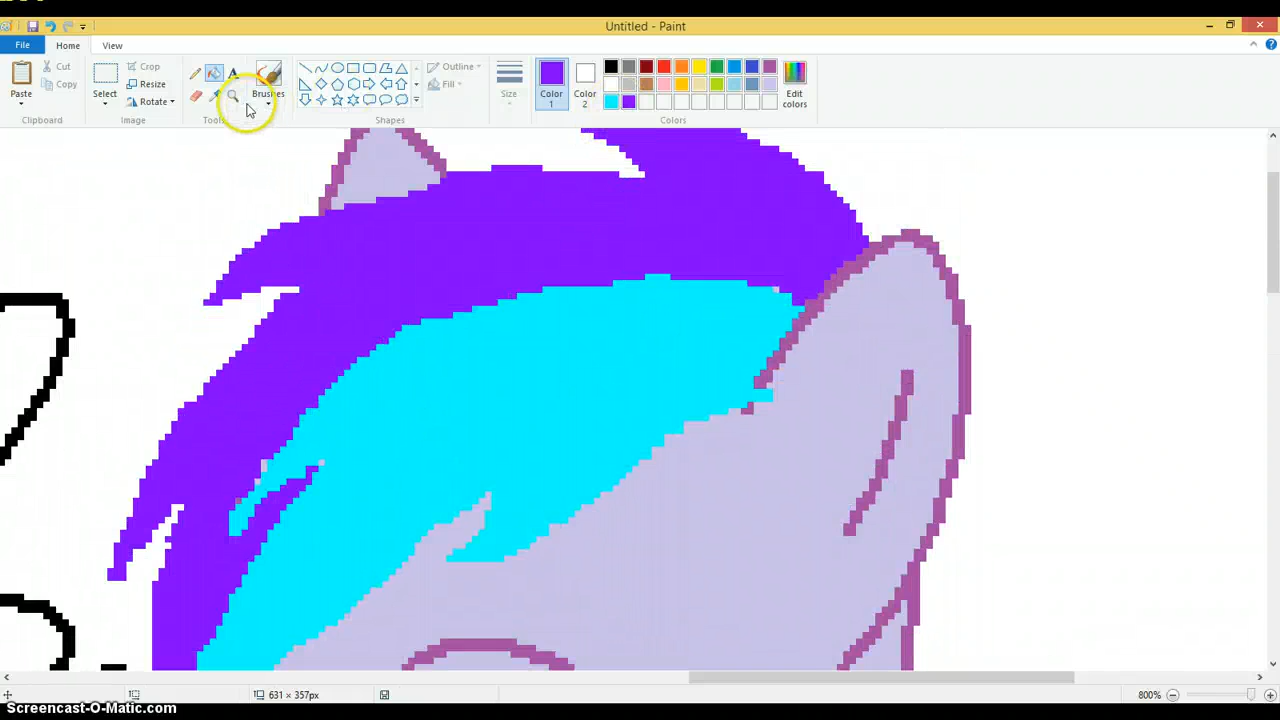 Untitled - Paint
File Home View
Cut
Copy
Paste
Clipboard
Crop
Resize
Rotate
Select
Image
A
Tools
Brushes
Outline
Fill
Shapes
Size
Color 1
Color 2
Edit colors
Colors
631 × 357px
800%
Screencast-O-Matic.com